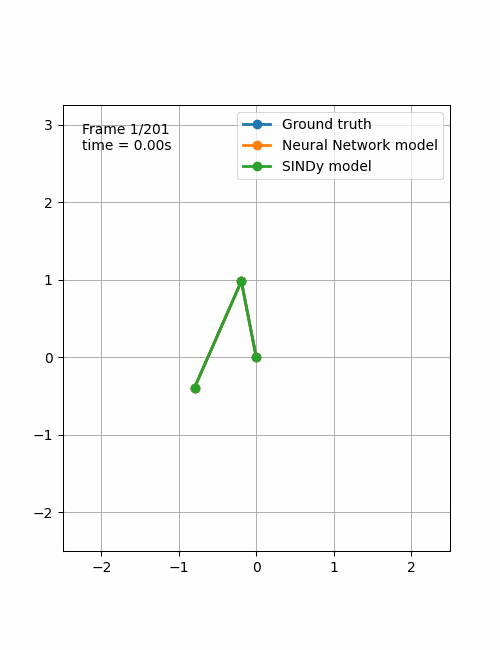 Frame 1/201
time = 0.00s
Ground truth
Neural Network model
SINDy model
3
2
1
0
−1
−2
−2
−1
0
1
2